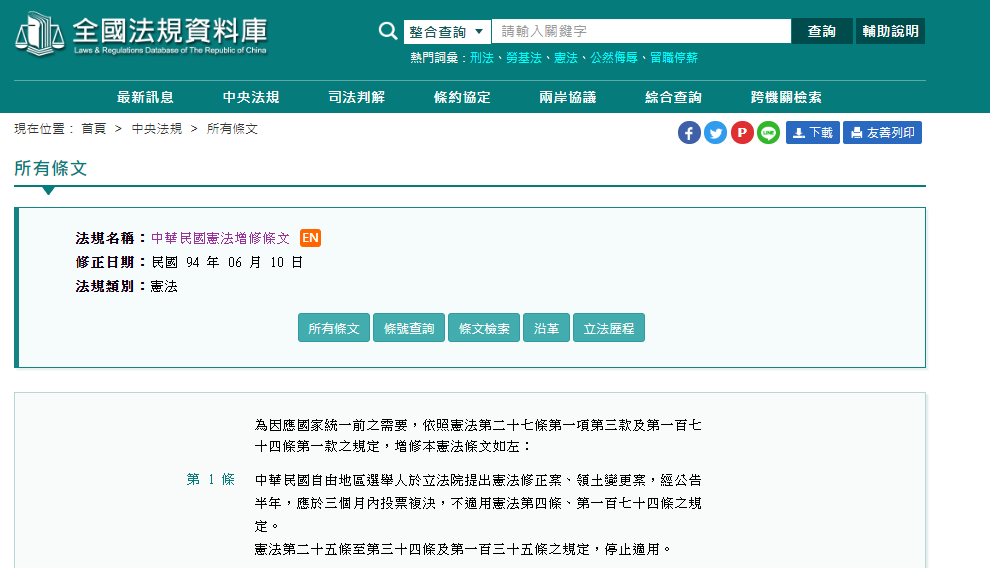 全國法規資料庫
Laws & Regulations Database of The Republic of China
整合查詢 請輸入關鍵字 查詢 輔助說明
熱門詞彙：刑法、勞基法、憲法、公然侮辱、留職停薪
最新訊息 中央法規 司法判解 條約協定 兩岸協議 綜合查詢 跨機關檢索
現在位置： 首頁 > 中央法規 > 所有條文
f P LINE 下載 友善列印
所有條文
法規名稱：中華民國憲法增修條文 EN
修正日期：民國 94 年 06 月 10 日
法規類別：憲法
所有條文 條號查詢 條文檢索 沿革 立法歷程
為因應國家統一前之需要，依照憲法第二十七條第一項第三款及第一百七
十四條第一款之規定，增修本憲法條文如左：
第 1 條 中華民國自由地區選舉人於立法院提出憲法修正案、領土變更案，經公告
半年，應於三個月內投票複決，不適用憲法第四條、第一百七十四條之規
定。
憲法第二十五條至第三十四條及第一百三十五條之規定，停止適用。